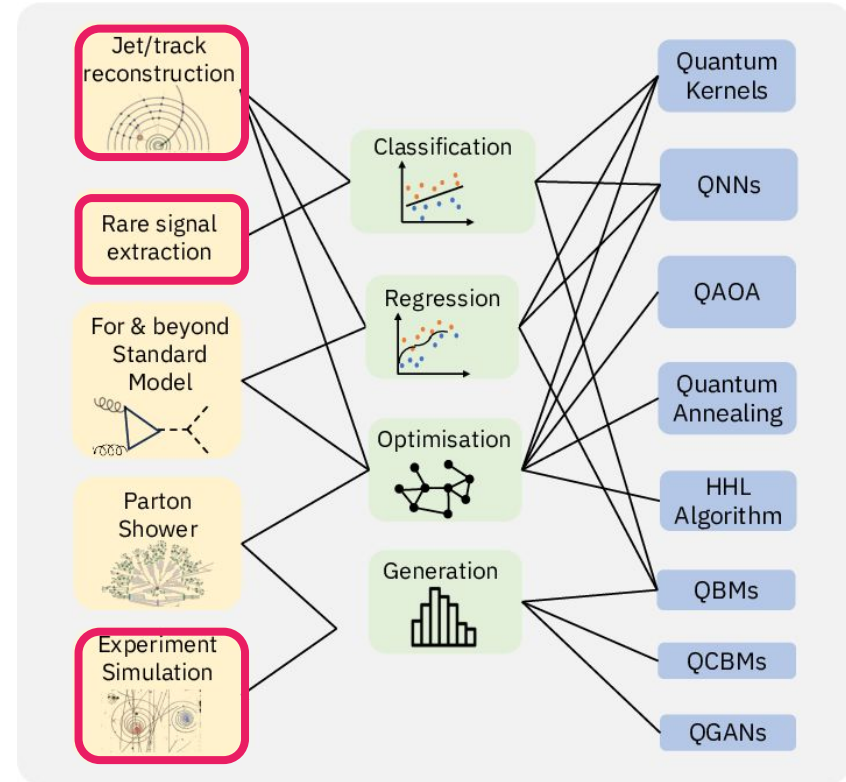 Jet/track
reconstruction
Rare signal
extraction
For & beyond
Standard
Model
Parton
Shower
Experiment
Simulation
Classification
Regression
Optimisation
Generation
Quantum
Kernels
QNNs
QAOA
Quantum
Annealing
HHL
Algorithm
QBMs
QCBMs
QGANs